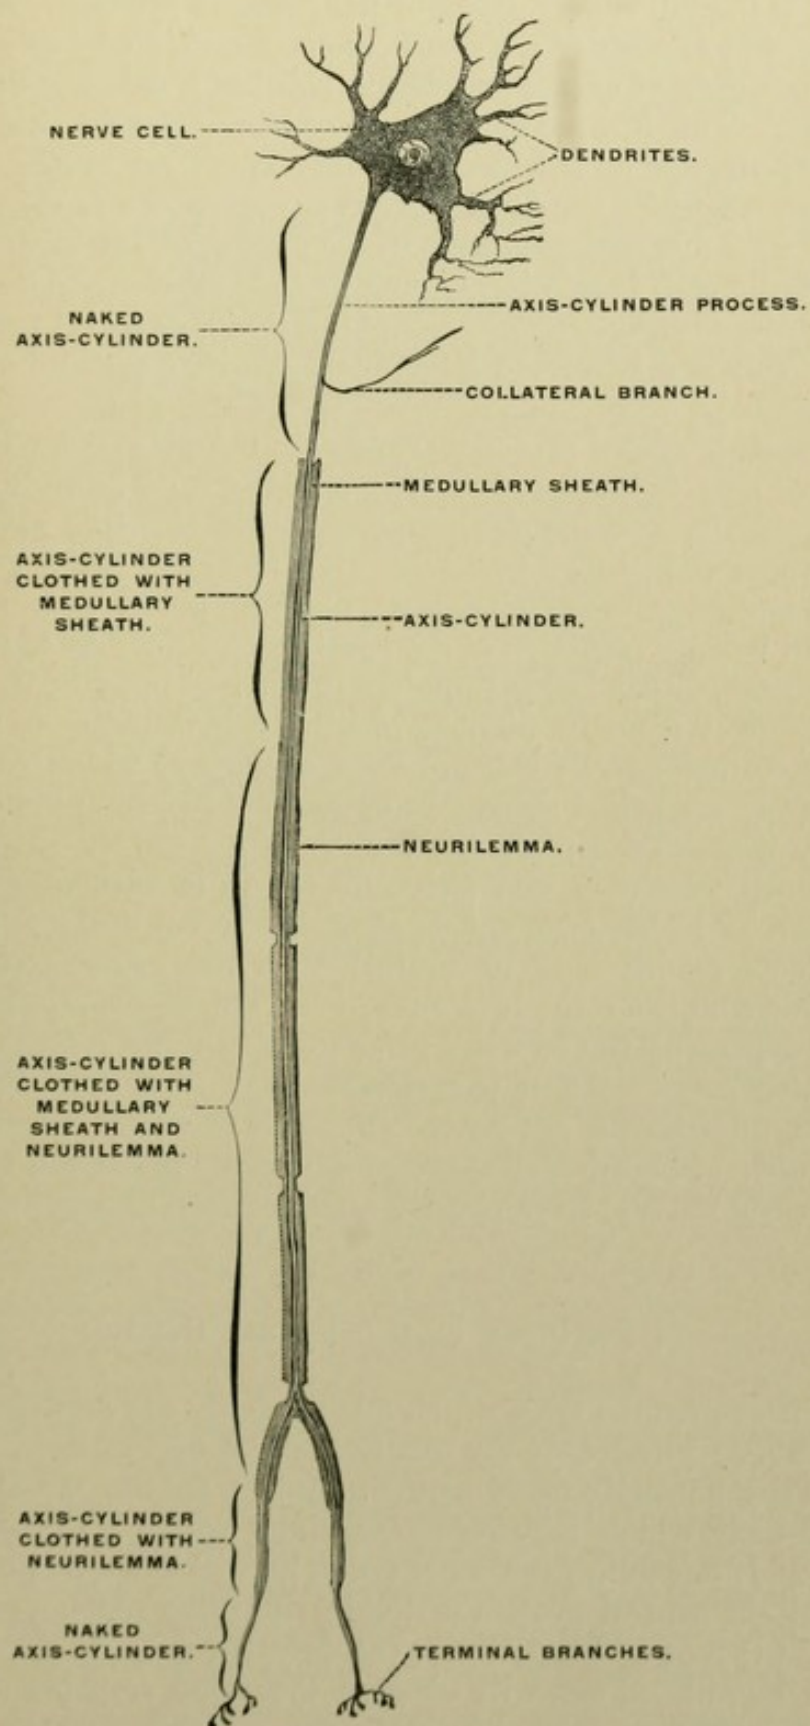 NERVE CELL.
DENDRITES.
AXIS-CYLINDER PROCESS.
NAKED
AXIS-CYLINDER.
COLLATERAL BRANCH.
MEDULLARY SHEATH.
AXIS-CYLINDER
CLOTHED WITH
MEDULLARY
SHEATH.
AXIS-CYLINDER.
NEURILEMMA.
AXIS-CYLINDER
CLOTHED WITH
MEDULLARY
SHEATH AND
NEURILEMMA.
AXIS-CYLINDER
CLOTHED WITH
NEURILEMMA.
NAKED
AXIS-CYLINDER.
TERMINAL BRANCHES.